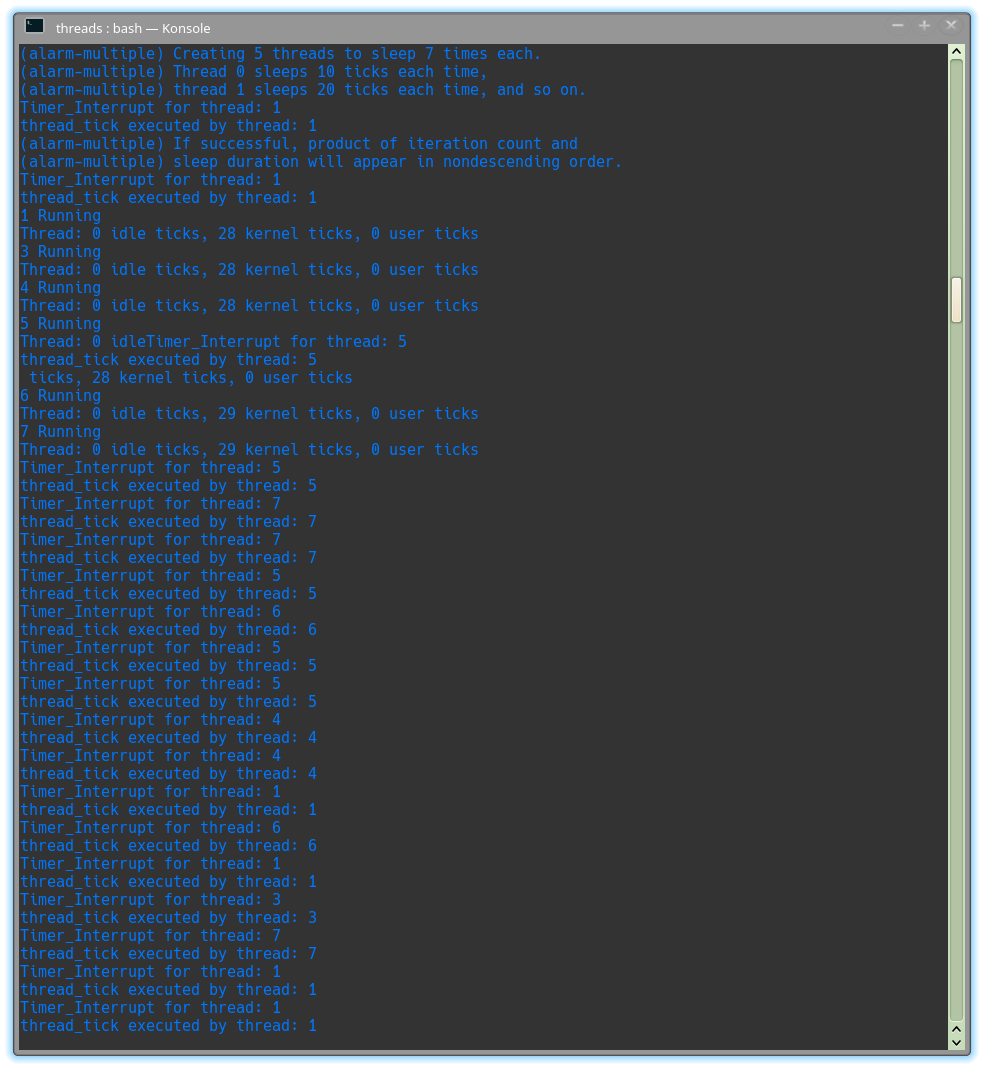 threads : bash — Konsole
(alarm-multiple) Creating 5 threads to sleep 7 times each.
(alarm-multiple) Thread 0 sleeps 10 ticks each time,
(alarm-multiple) thread 1 sleeps 20 ticks each time, and so on.
Timer_Interrupt for thread: 1
thread_tick executed by thread: 1
(alarm-multiple) If successful, product of iteration count and
(alarm-multiple) sleep duration will appear in nondescending order.
Timer_Interrupt for thread: 1
thread_tick executed by thread: 1
1 Running
Thread: 0 idle ticks, 28 kernel ticks, 0 user ticks
3 Running
Thread: 0 idle ticks, 28 kernel ticks, 0 user ticks
4 Running
Thread: 0 idle ticks, 28 kernel ticks, 0 user ticks
5 Running
Thread: 0 idleTimer_Interrupt for thread: 5
thread_tick executed by thread: 5
 ticks, 28 kernel ticks, 0 user ticks
6 Running
Thread: 0 idle ticks, 29 kernel ticks, 0 user ticks
7 Running
Thread: 0 idle ticks, 29 kernel ticks, 0 user ticks
Timer_Interrupt for thread: 5
thread_tick executed by thread: 5
Timer_Interrupt for thread: 7
thread_tick executed by thread: 7
Timer_Interrupt for thread: 7
thread_tick executed by thread: 7
Timer_Interrupt for thread: 5
thread_tick executed by thread: 5
Timer_Interrupt for thread: 6
thread_tick executed by thread: 6
Timer_Interrupt for thread: 5
thread_tick executed by thread: 5
Timer_Interrupt for thread: 5
thread_tick executed by thread: 5
Timer_Interrupt for thread: 4
thread_tick executed by thread: 4
Timer_Interrupt for thread: 4
thread_tick executed by thread: 4
Timer_Interrupt for thread: 1
thread_tick executed by thread: 1
Timer_Interrupt for thread: 6
thread_tick executed by thread: 6
Timer_Interrupt for thread: 1
thread_tick executed by thread: 1
Timer_Interrupt for thread: 3
thread_tick executed by thread: 3
Timer_Interrupt for thread: 7
thread_tick executed by thread: 7
Timer_Interrupt for thread: 1
thread_tick executed by thread: 1
Timer_Interrupt for thread: 1
thread_tick executed by thread: 1